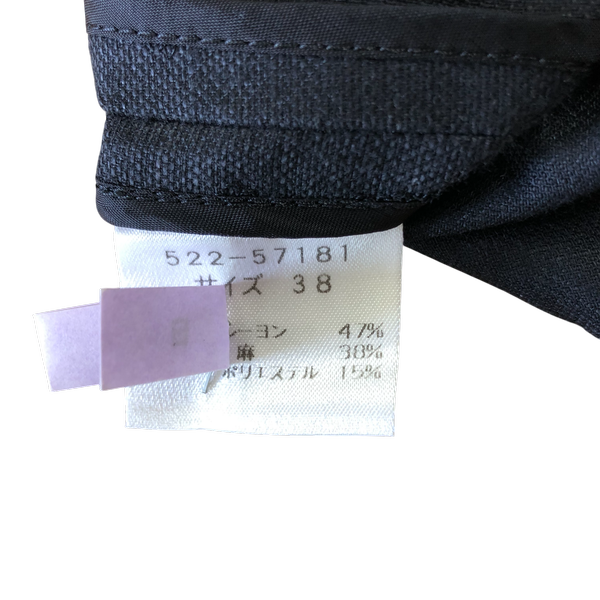 522-57181
サイズ 38
レーヨン 47%
麻 38%
ポリエステル 15%